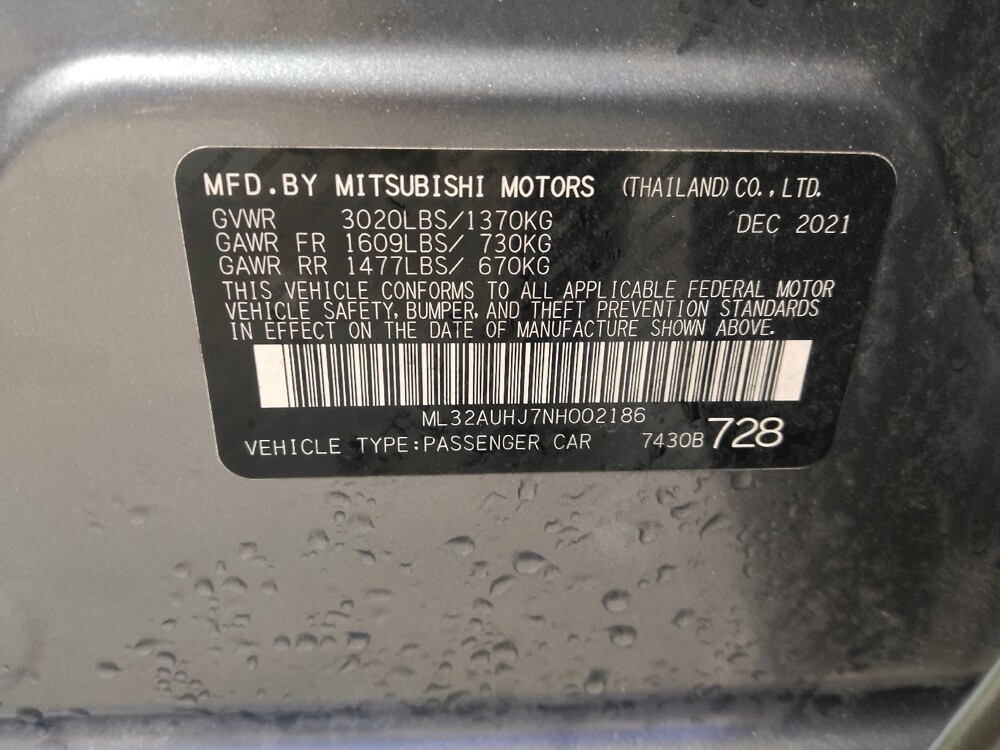 MFD.BY MITSUBISHI MOTORS (THAILAND) CO., LTD.
GVWR 3020LBS/1370KG DEC 2021
GAWR FR 1609LBS/ 730KG
GAWR RR 1477LBS/ 670KG
THIS VEHICLE CONFORMS TO ALL APPLICABLE FEDERAL MOTOR
VEHICLE SAFETY, BUMPER, AND THEFT PREVENTION STANDARDS
IN EFFECT ON THE DATE OF MANUFACTURE SHOWN ABOVE.
ML32AUHJ7NH002186
VEHICLE TYPE:PASSENGER CAR 7430B 728